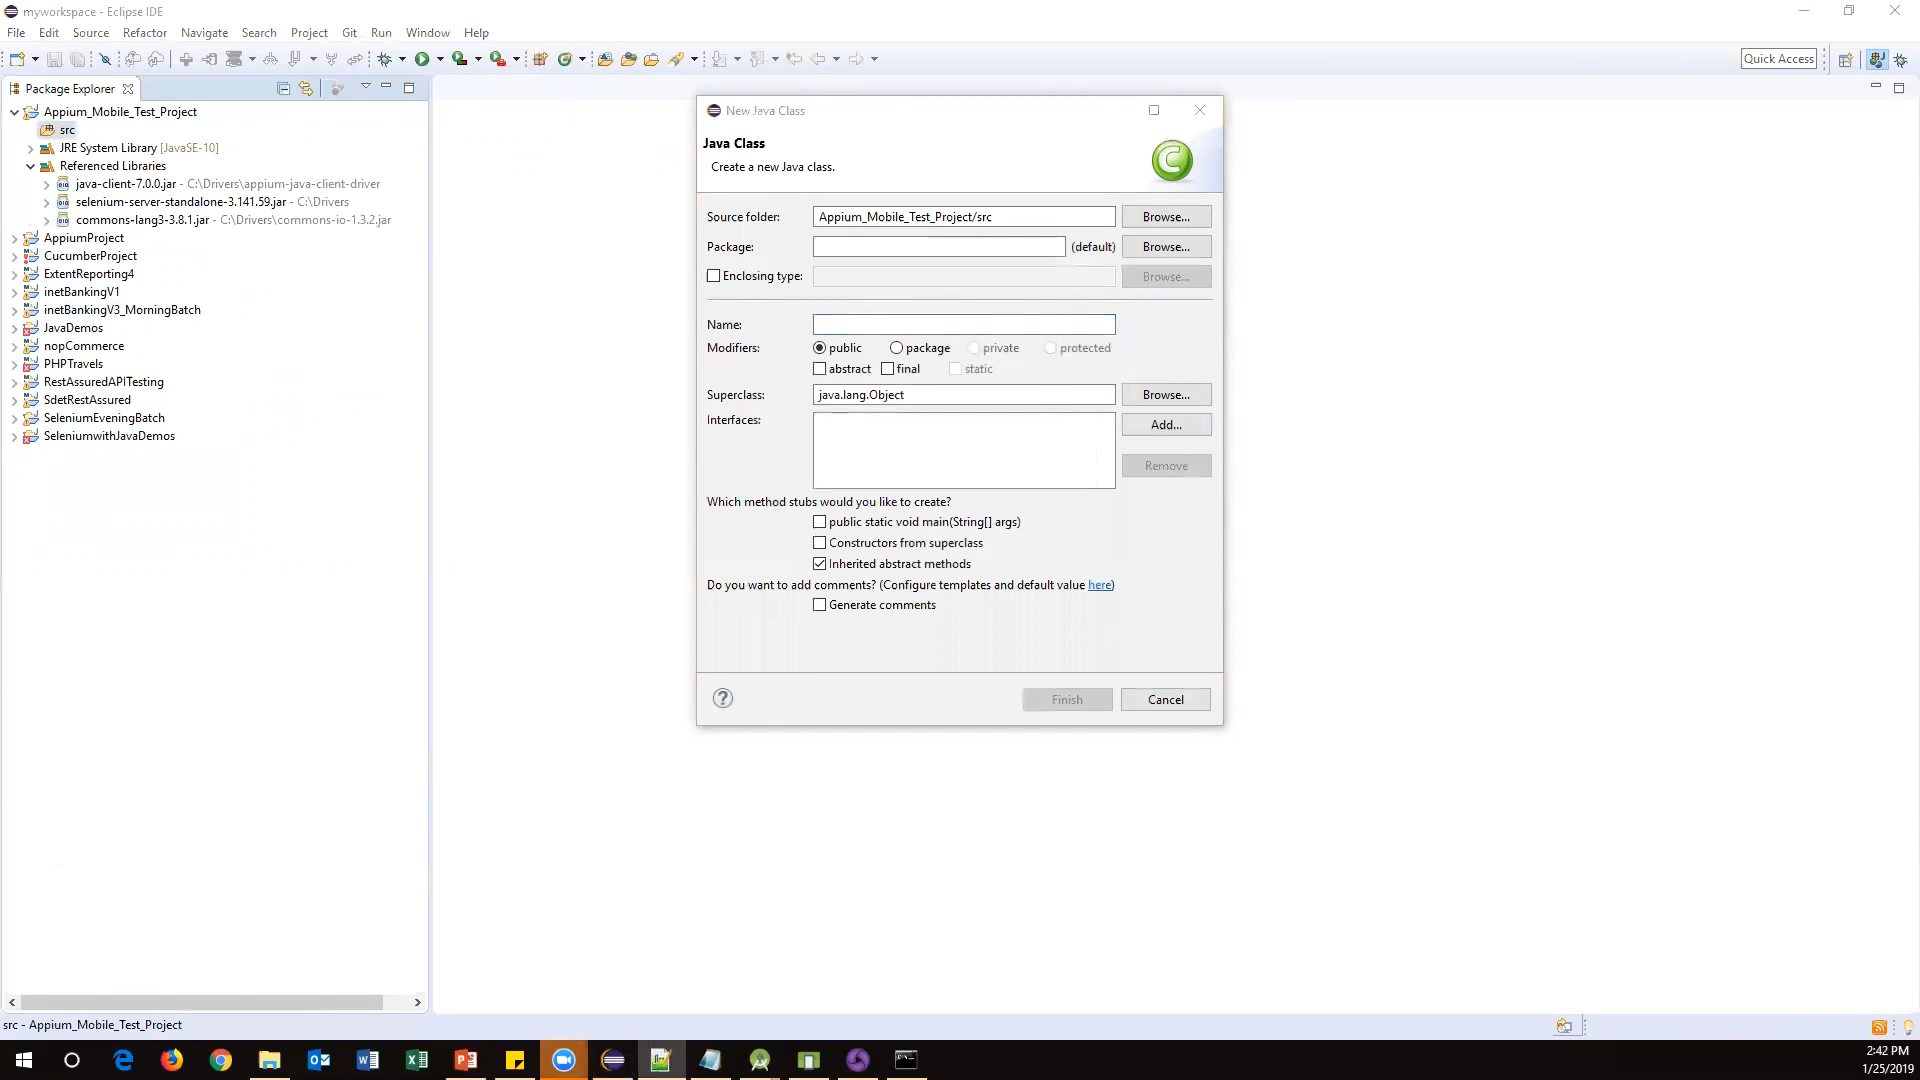 myworkspace - Eclipse IDE
File Edit Source Refactor Navigate Search Project Git Run Window Help
Quick Access
Package Explorer
Appium_Mobile_Test_Project
src
JRE System Library [JavaSE-10]
Referenced Libraries
java-client-7.0.0.jar - C:\Drivers\appium-java-client-driver
selenium-server-standalone-3.141.59.jar - C:\Drivers
commons-lang3-3.8.1.jar - C:\Drivers\commons-io-1.3.2.jar
AppiumProject
CucumberProject
ExtentReporting4
inetBankingV1
inetBankingV3_MorningBatch
JavaDemos
nopCommerce
PHPTravels
RestAssuredAPITesting
SdetRestAssured
SeleniumEveningBatch
SeleniumwithJavaDemos
New Java Class
Java Class
Create a new Java class.
Source folder: Appium_Mobile_Test_Project/src Browse...
Package: (default) Browse...
Enclosing type: Browse...
Name:
Modifiers: public package private protected
abstract final static
Superclass: java.lang.Object Browse...
Interfaces: Add...
Remove
Which method stubs would you like to create?
public static void main(String[] args)
Constructors from superclass
Inherited abstract methods
Do you want to add comments? (Configure templates and default value here)
Generate comments
Finish Cancel
src - Appium_Mobile_Test_Project
2:42 PM
1/25/2019